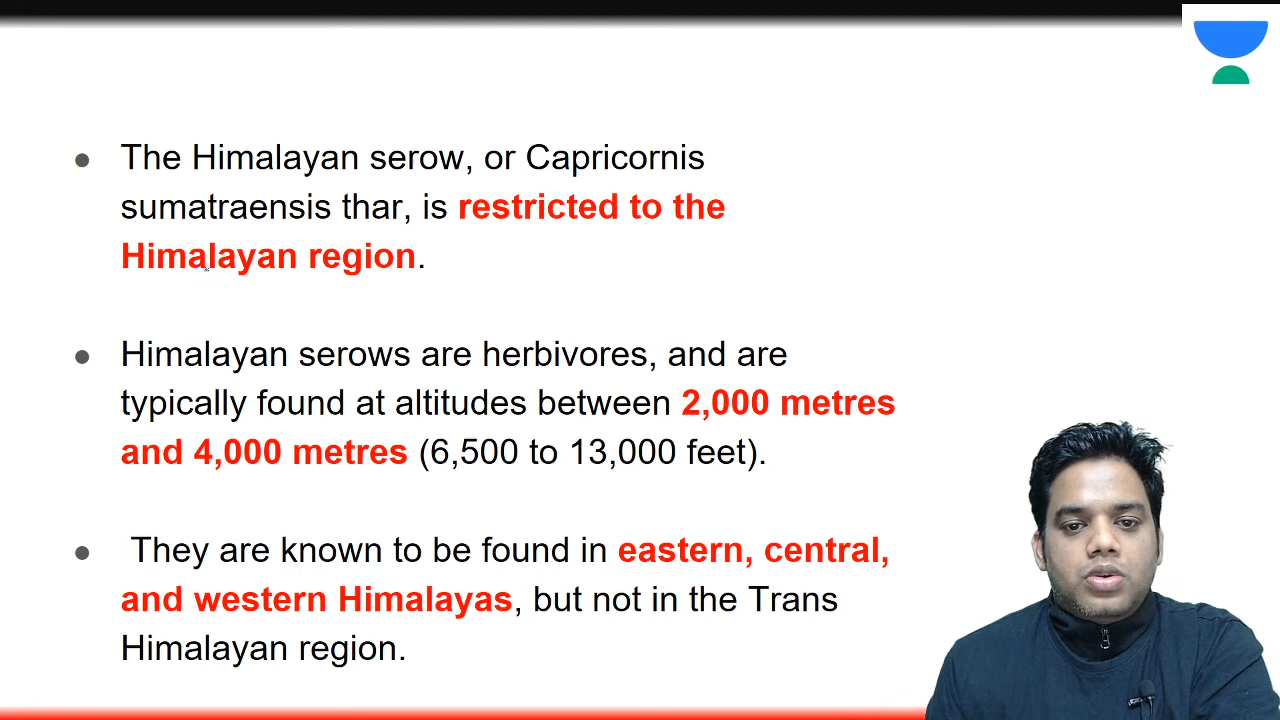 The Himalayan serow, or Capricornis
sumatraensis thar, is restricted to the
Himalayan region.
Himalayan serows are herbivores, and are
typically found at altitudes between 2,000 metres
and 4,000 metres (6,500 to 13,000 feet).
They are known to be found in eastern, central,
and western Himalayas, but not in the Trans
Himalayan region.